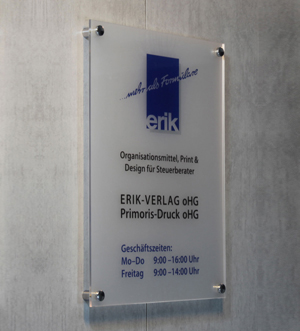 ...mehr als Formulare
erik
Organisationsmittel, Print &
Design für Steuerberater
ERIK-VERLAG oHG
Primoris-Druck oHG
Geschäftszeiten:
Mo–Do 9:00–16:00 Uhr
Freitag 9:00–14:00 Uhr